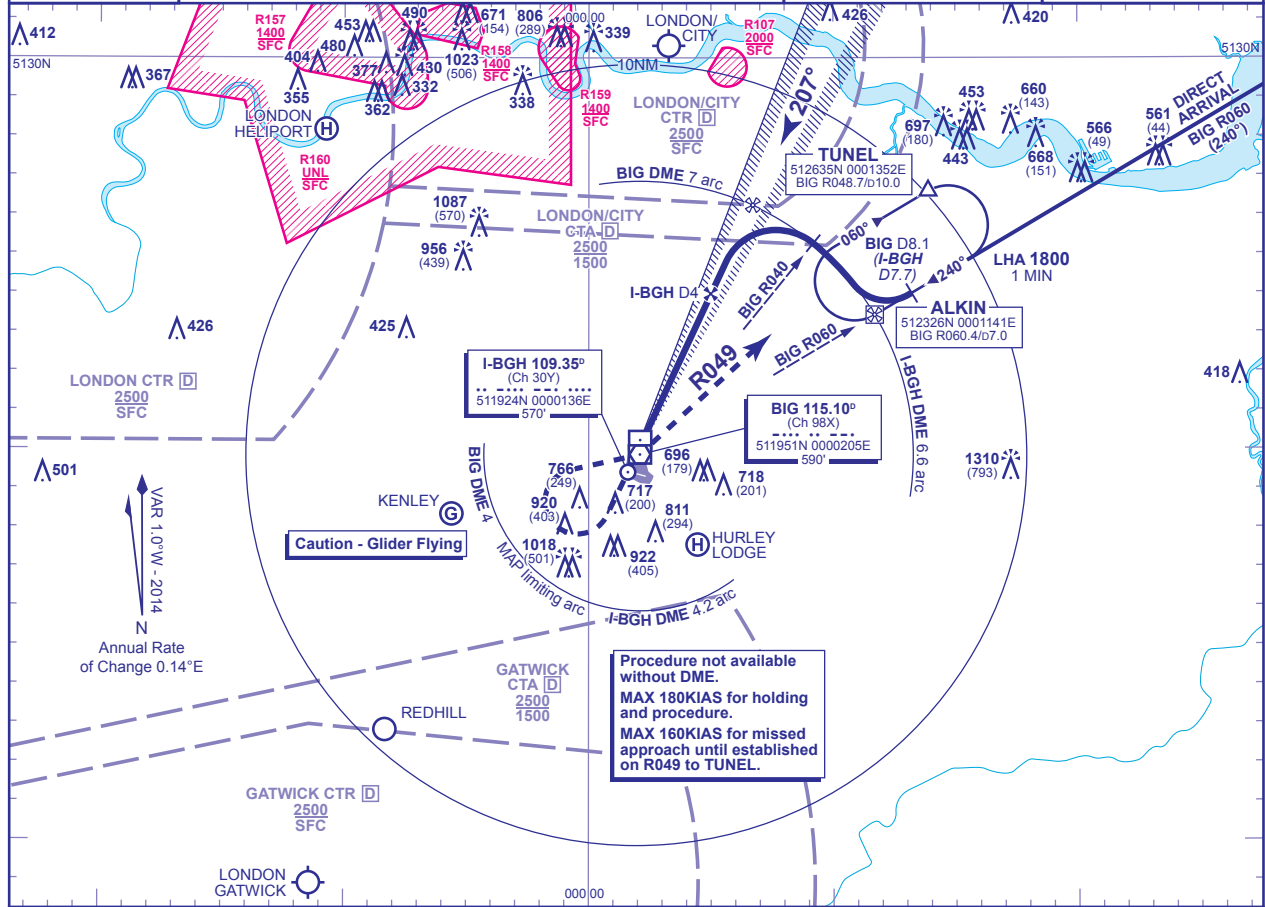 412
5130N
367
R157
1400
SFC
453
490
480
404
377
355
362
430
332
671
(154)
1023
(506)
R158
1400
SFC
806
(289)
000.00
339
338
R159
1400
SFC
LONDON/
CITY
10NM
R107
2000
SFC
426
420
5130N
LONDON
HELIPORT
H
R160
UNL
SFC
LONDON/CITY
CTR D
2500
SFC
207°
697
(180)
453
443
660
(143)
668
(151)
566
(49)
561
(44)
DIRECT
ARRIVAL
BIG R060
(240°)
BIG DME 7 arc
TUNEL
512635N 0001352E
BIG R048.7/D10.0
1087
(570)
956
(439)
LONDON/CITY
CTA D
2500
1500
060°
BIG D8.1
(I-BGH
D7.7)
240°
LHA 1800
1 MIN
I-BGH D4
BIG R040
ALKIN
512326N 0001141E
BIG R060.4/D7.0
426
425
BIG R060
R049
I-BGH DME 6.6 arc
418
LONDON CTR D
2500
SFC
I-BGH 109.35D
(Ch 30Y)
•• −••• −−• ••••
511924N 0000136E
570'
BIG 115.10D
(Ch 98X)
−••• •• −−•
511951N 0000205E
590'
501
BIG DME 4
MAP limiting arc
766
(249)
920
(403)
1018
(501)
696
(179)
717
(200)
718
(201)
811
(294)
922
(405)
1310
(793)
KENLEY
G
Caution - Glider Flying
H
HURLEY
LODGE
VAR 1.0°W - 2014
N
Annual Rate
of Change 0.14°E
I-BGH DME 4.2 arc
GATWICK
CTA D
2500
1500
Procedure not available
without DME.
MAX 180KIAS for holding
and procedure.
MAX 160KIAS for missed
approach until established
on R049 to TUNEL.
REDHILL
GATWICK CTR D
2500
SFC
LONDON
GATWICK
000.00